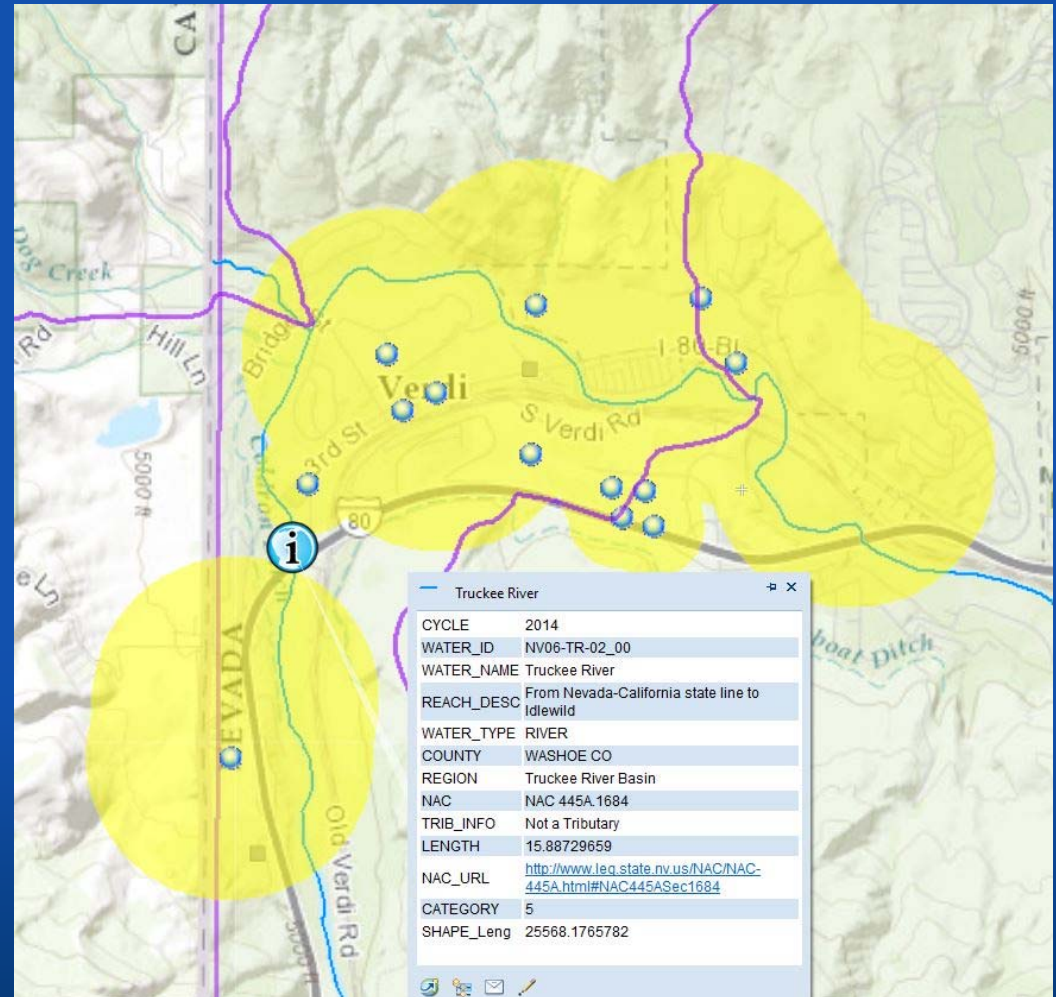 CA
Dog Creek
Rd
Hill Ln
Bridge St
Verdi
I-80-Bl
S Verdi Rd
3rd St
5000 ft
5000 ft
80
i
e Ln
NEVADA
Old Verdi Rd
5000 ft
boat Ditch
Truckee River
CYCLE 2014
WATER_ID NV06-TR-02_00
WATER_NAME Truckee River
REACH_DESC From Nevada-California state line to
Idlewild
WATER_TYPE RIVER
COUNTY WASHOE CO
REGION Truckee River Basin
NAC NAC 445A.1684
TRIB_INFO Not a Tributary
LENGTH 15.88729659
NAC_URL http://www.leg.state.nv.us/NAC/NAC-
445A.html#NAC445ASec1684
CATEGORY 5
SHAPE_Leng 25568.1765782